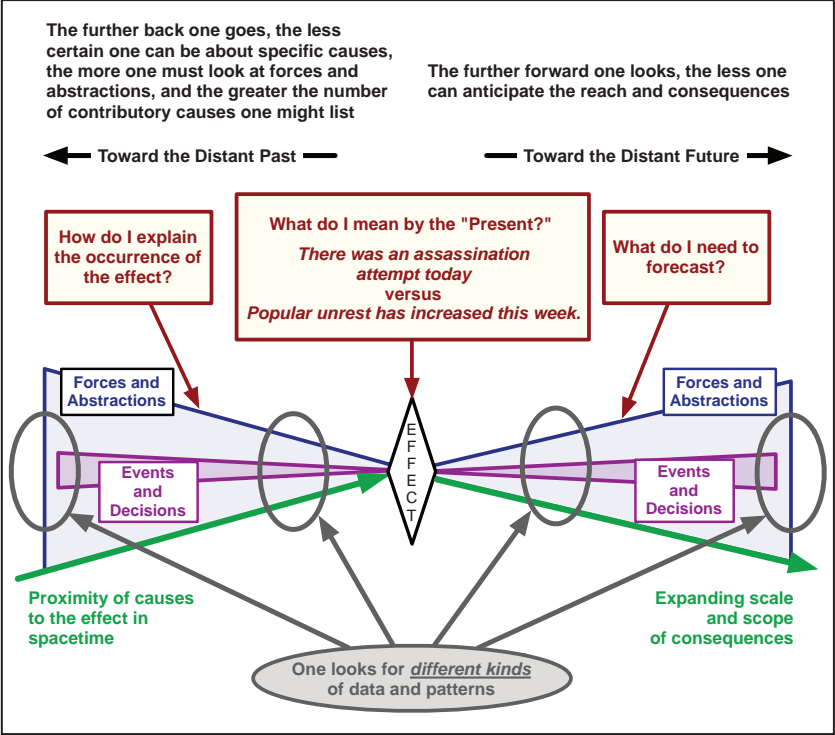 The further back one goes, the less
certain one can be about specific causes,
the more one must look at forces and
abstractions, and the greater the number
of contributory causes one might list
The further forward one looks, the less one
can anticipate the reach and consequences
Toward the Distant Past
Toward the Distant Future
How do I explain
the occurrence of
the effect?
What do I mean by the "Present?"
There was an assassination
attempt today
versus
Popular unrest has increased this week.
What do I need to
forecast?
Forces and
Abstractions
Events
and
Decisions
EFFECT
Forces and
Abstractions
Events
and
Decisions
Proximity of causes
to the effect in
spacetime
Expanding scale
and scope
of consequences
One looks for different kinds
of data and patterns